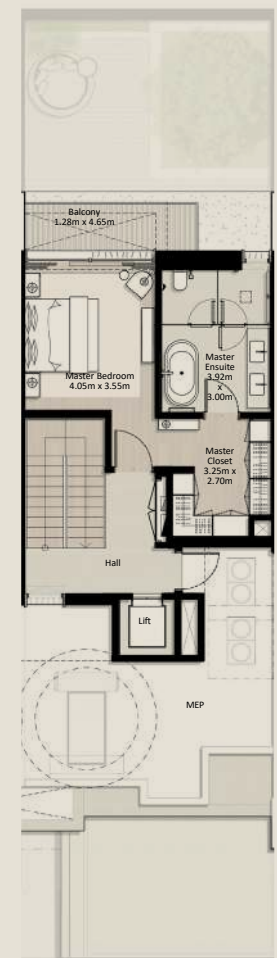 Balcony
1.28m x 4.65m
Master Bedroom
4.05m x 3.55m
Master
Ensuite
3.92m
x
3.00m
Master
Closet
3.25m x
2.70m
Hall
Lift
MEP